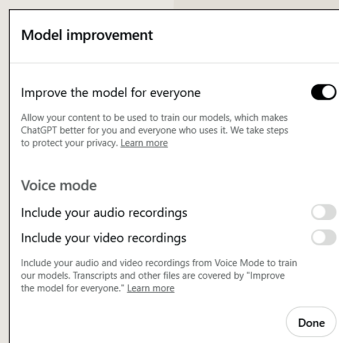 Model improvement
Improve the model for everyone
Allow your content to be used to train our models, which makes
ChatGPT better for you and everyone who uses it. We take steps
to protect your privacy. Learn more
Voice mode
Include your audio recordings
Include your video recordings
Include your audio and video recordings from Voice Mode to train
our models. Transcripts and other files are covered by "Improve
the model for everyone." Learn more
Done